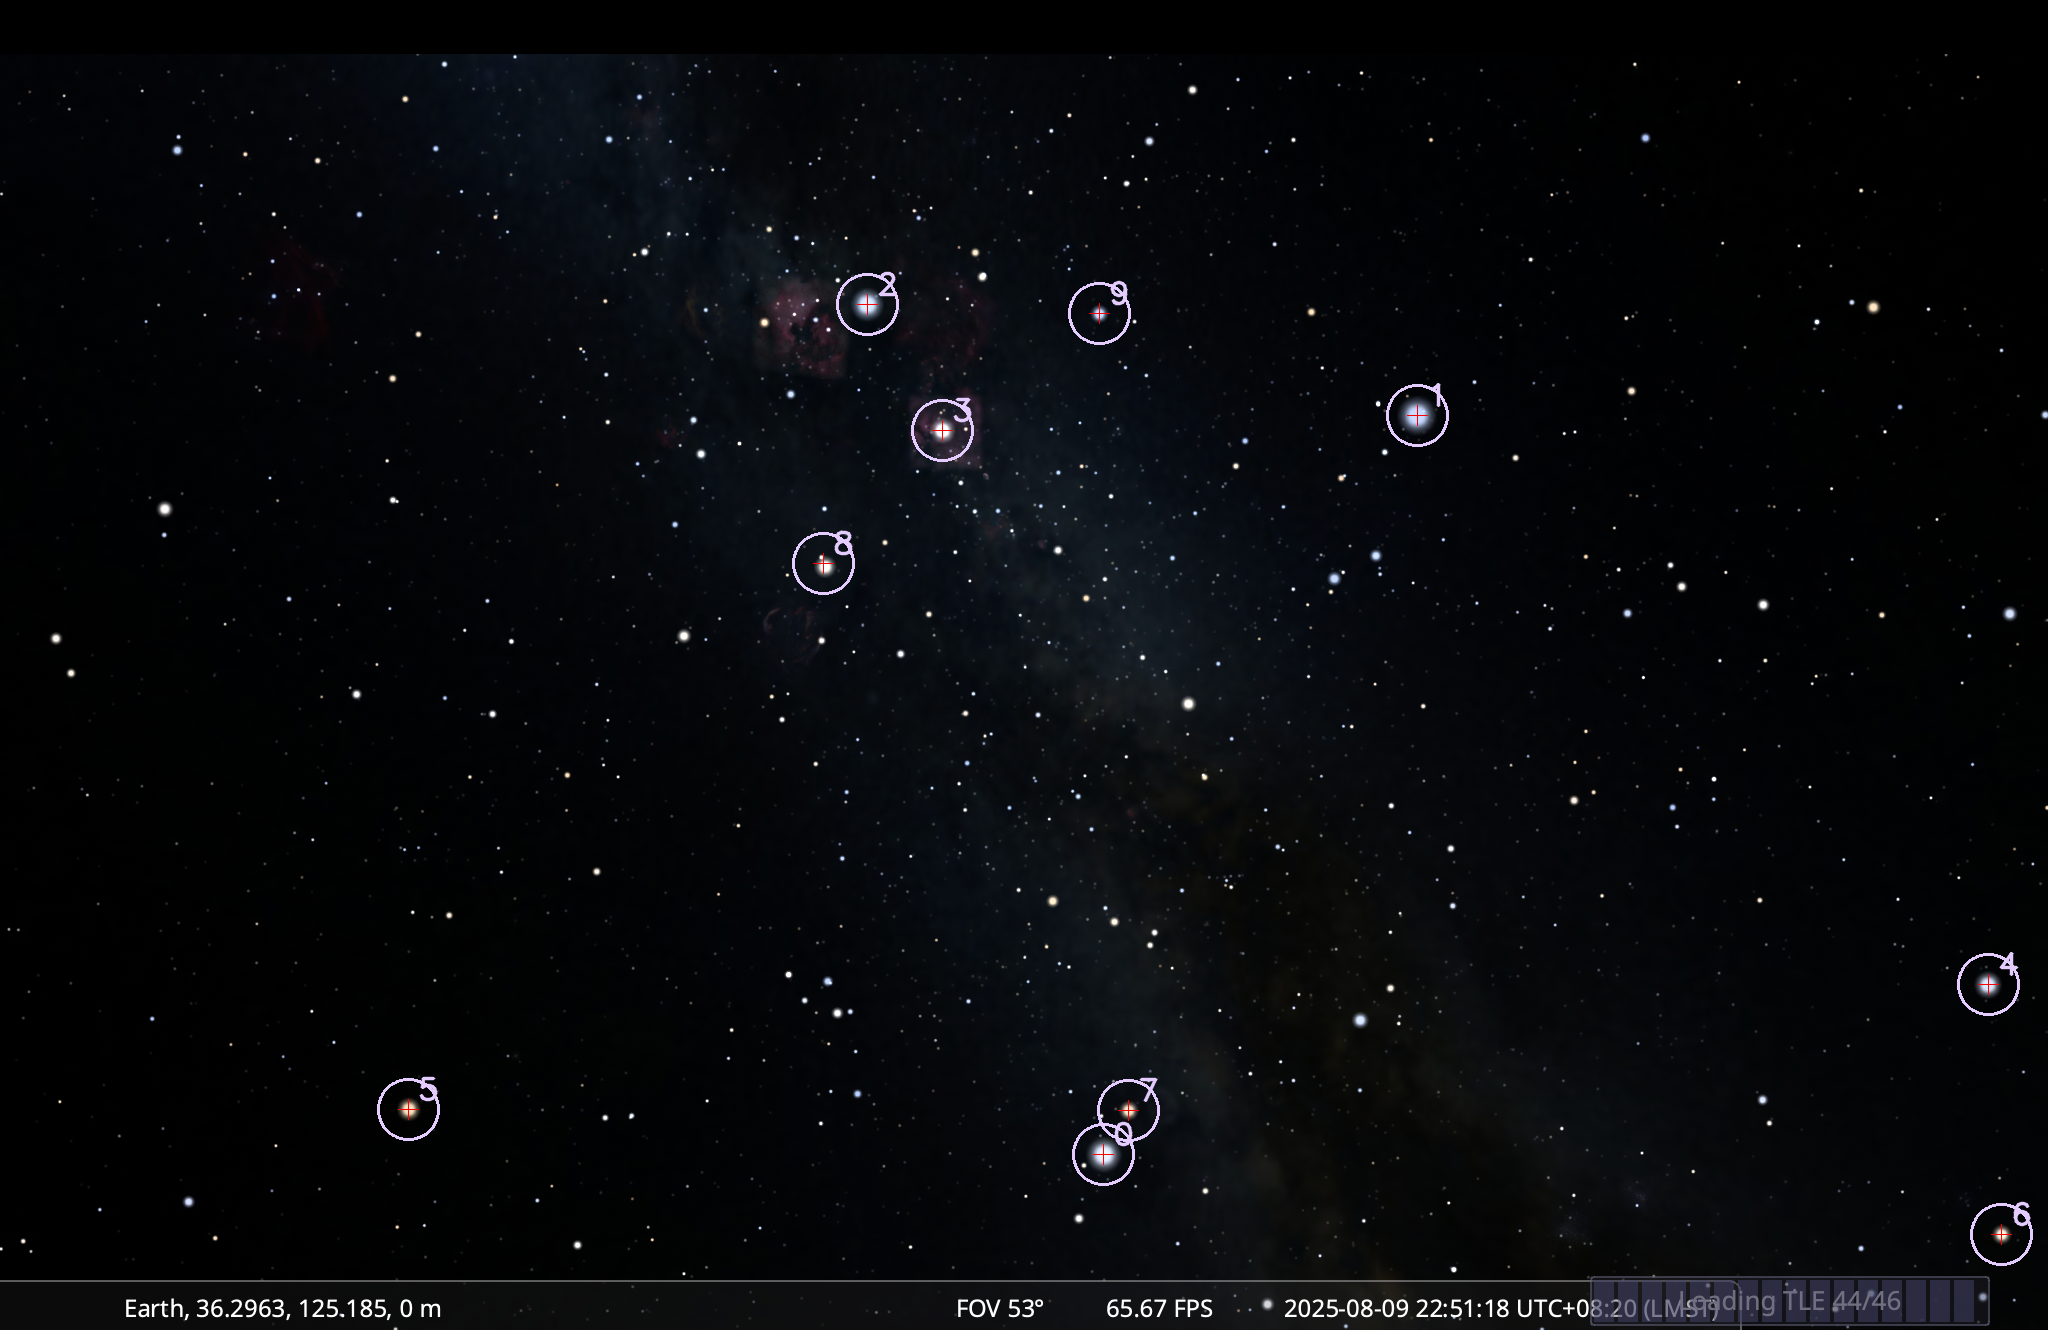 2
9
1
3
8
4
5
7
0
6
Earth, 36.2963, 125.185, 0 m
FOV 53°
65.67 FPS
2025-08-09 22:51:18 UTC+08:20 (LMST)
Loading TLE 44/46